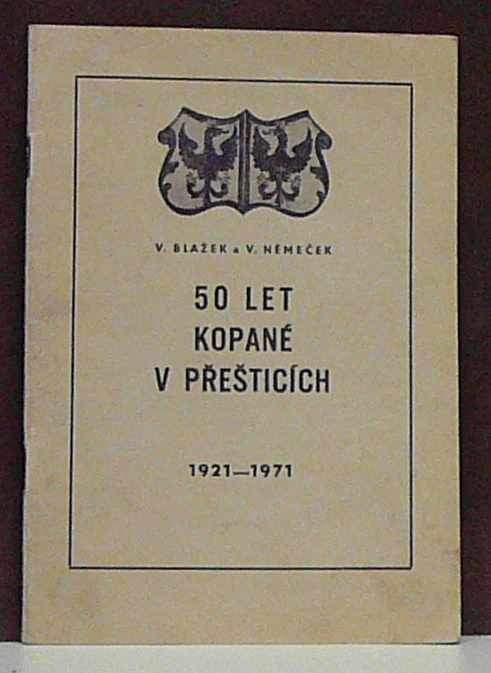 V. BLAŽEK a V. NĚMEČEK
50 LET
KOPANÉ
V PŘEŠTICÍCH
1921—1971